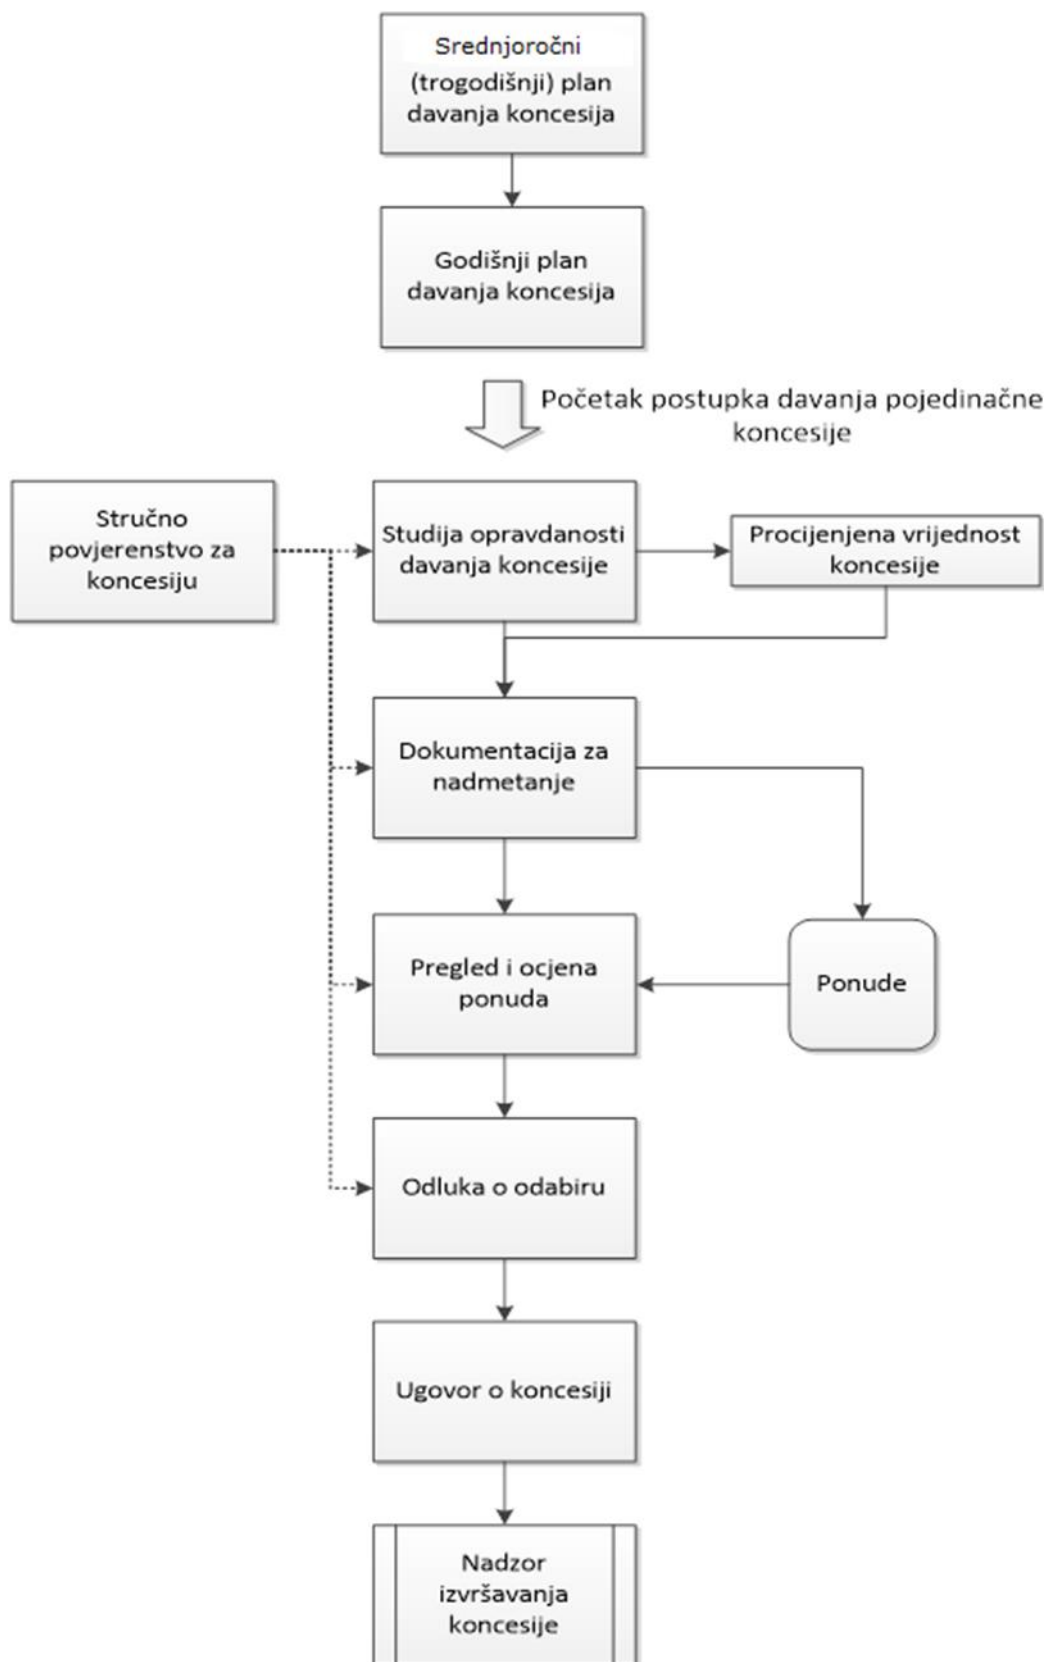 Srednjoročni
(trogodišnji) plan
davanja koncesija
Godišnji plan
davanja koncesija
Početak postupka davanja pojedinačne
koncesije
Stručno
povjerenstvo za
koncesiju
Studija opravdanosti
davanja koncesije
Procijenjena vrijednost
koncesije
Dokumentacija za
nadmetanje
Pregled i ocjena
ponuda
Ponude
Odluka o odabiru
Ugovor o koncesiji
Nadzor
izvršavanja
koncesije